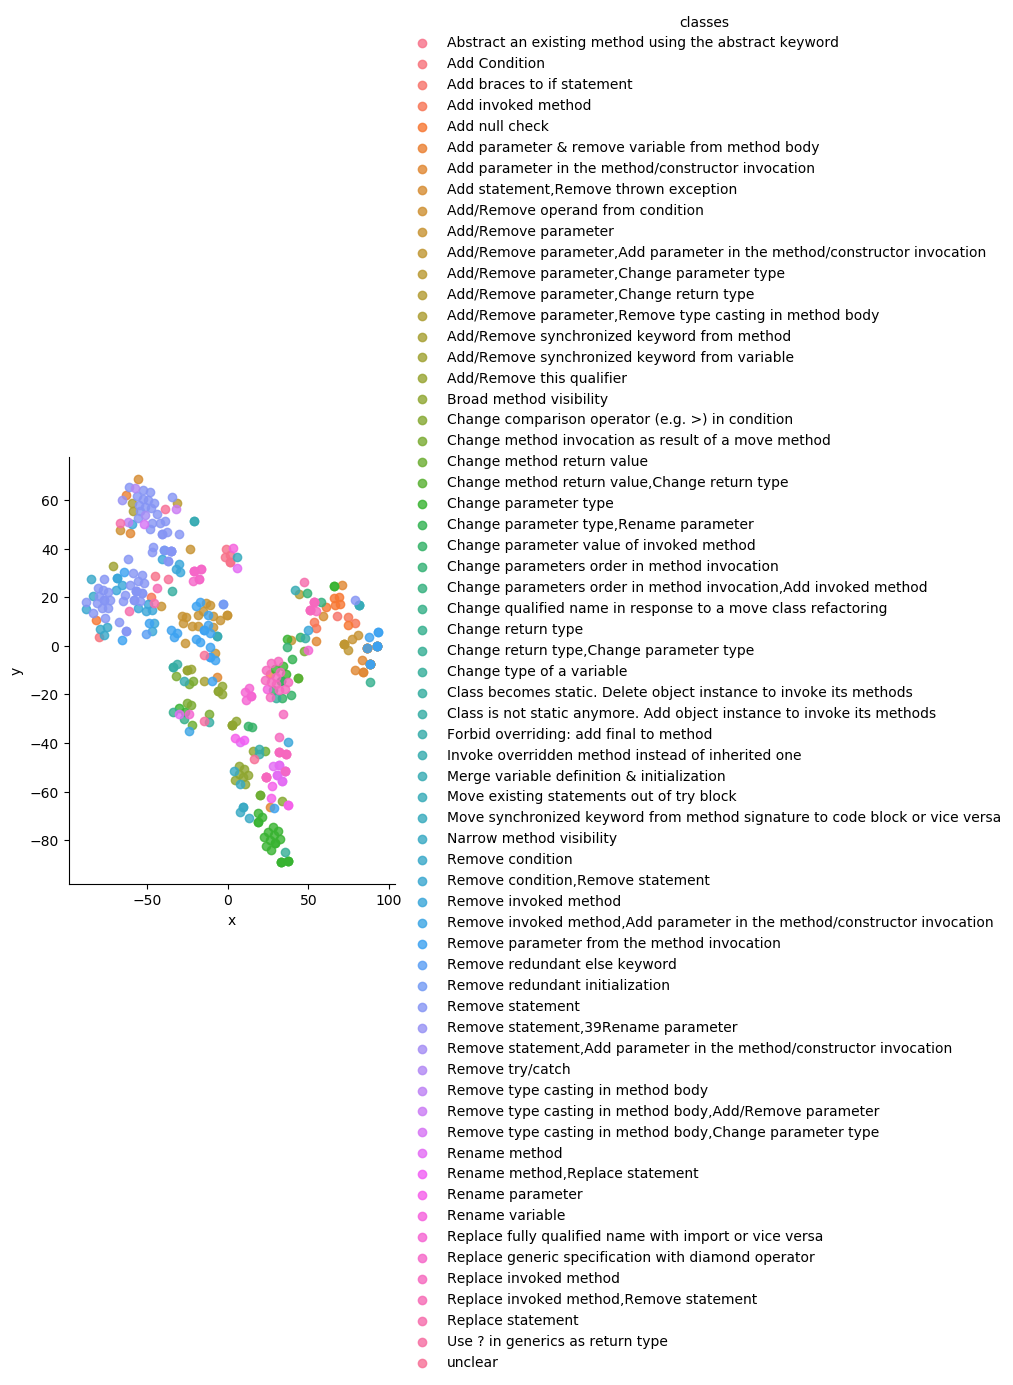 classes
Abstract an existing method using the abstract keyword
Add Condition
Add braces to if statement
Add invoked method
Add null check
Add parameter & remove variable from method body
Add parameter in the method/constructor invocation
Add statement,Remove thrown exception
Add/Remove operand from condition
Add/Remove parameter
Add/Remove parameter,Add parameter in the method/constructor invocation
Add/Remove parameter,Change parameter type
Add/Remove parameter,Change return type
Add/Remove parameter,Remove type casting in method body
Add/Remove synchronized keyword from method
Add/Remove synchronized keyword from variable
Add/Remove this qualifier
Broad method visibility
Change comparison operator (e.g. >) in condition
Change method invocation as result of a move method
Change method return value
Change method return value,Change return type
Change parameter type
Change parameter type,Rename parameter
Change parameter value of invoked method
Change parameters order in method invocation
Change parameters order in method invocation,Add invoked method
Change qualified name in response to a move class refactoring
Change return type
Change return type,Change parameter type
Change type of a variable
Class becomes static. Delete object instance to invoke its methods
Class is not static anymore. Add object instance to invoke its methods
Forbid overriding: add final to method
Invoke overridden method instead of inherited one
Merge variable definition & initialization
Move existing statements out of try block
Move synchronized keyword from method signature to code block or vice versa
Narrow method visibility
Remove condition
Remove condition,Remove statement
Remove invoked method
Remove invoked method,Add parameter in the method/constructor invocation
Remove parameter from the method invocation
Remove redundant else keyword
Remove redundant initialization
Remove statement
Remove statement,39Rename parameter
Remove statement,Add parameter in the method/constructor invocation
Remove try/catch
Remove type casting in method body
Remove type casting in method body,Add/Remove parameter
Remove type casting in method body,Change parameter type
Rename method
Rename method,Replace statement
Rename parameter
Rename variable
Replace fully qualified name with import or vice versa
Replace generic specification with diamond operator
Replace invoked method
Replace invoked method,Remove statement
Replace statement
Use ? in generics as return type
unclear
60
40
20
0
−20
−40
−60
−80
y
−50
0
50
100
x